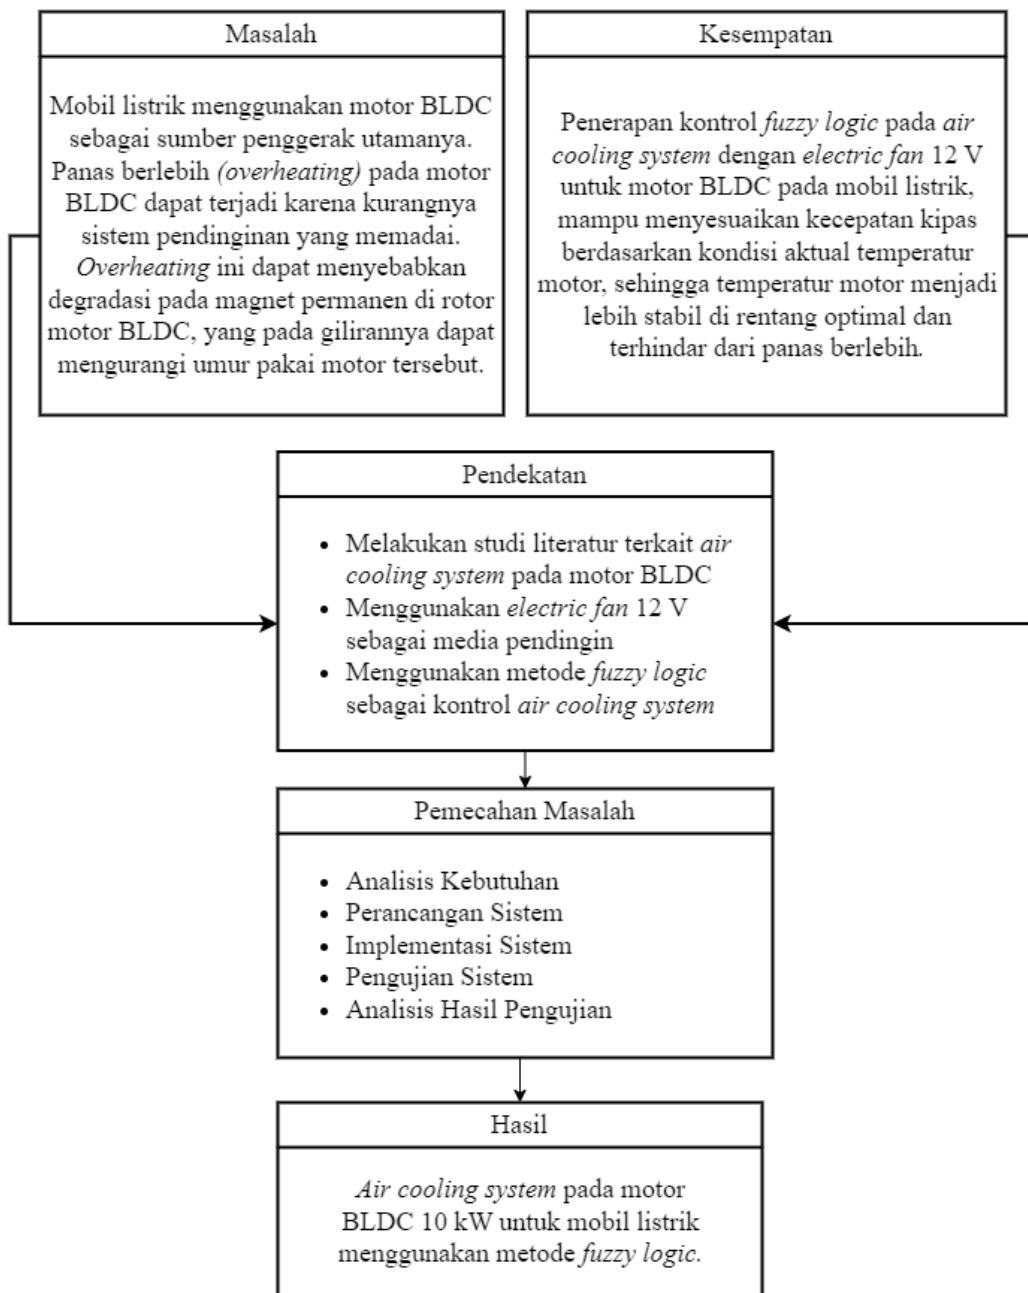 Masalah
Mobil listrik menggunakan motor BLDC
sebagai sumber penggerak utamanya.
Panas berlebih (overheating) pada motor
BLDC dapat terjadi karena kurangnya
sistem pendinginan yang memadai.
Overheating ini dapat menyebabkan
degradasi pada magnet permanen di rotor
motor BLDC, yang pada gilirannya dapat
mengurangi umur pakai motor tersebut.
Kesempatan
Penerapan kontrol fuzzy logic pada air
cooling system dengan electric fan 12 V
untuk motor BLDC pada mobil listrik,
mampu menyesuaikan kecepatan kipas
berdasarkan kondisi aktual temperatur
motor, sehingga temperatur motor menjadi
lebih stabil di rentang optimal dan
terhindar dari panas berlebih.
Pendekatan
• Melakukan studi literatur terkait air
cooling system pada motor BLDC
• Menggunakan electric fan 12 V
sebagai media pendingin
• Menggunakan metode fuzzy logic
sebagai kontrol air cooling system
Pemecahan Masalah
• Analisis Kebutuhan
• Perancangan Sistem
• Implementasi Sistem
• Pengujian Sistem
• Analisis Hasil Pengujian
Hasil
Air cooling system pada motor
BLDC 10 kW untuk mobil listrik
menggunakan metode fuzzy logic.